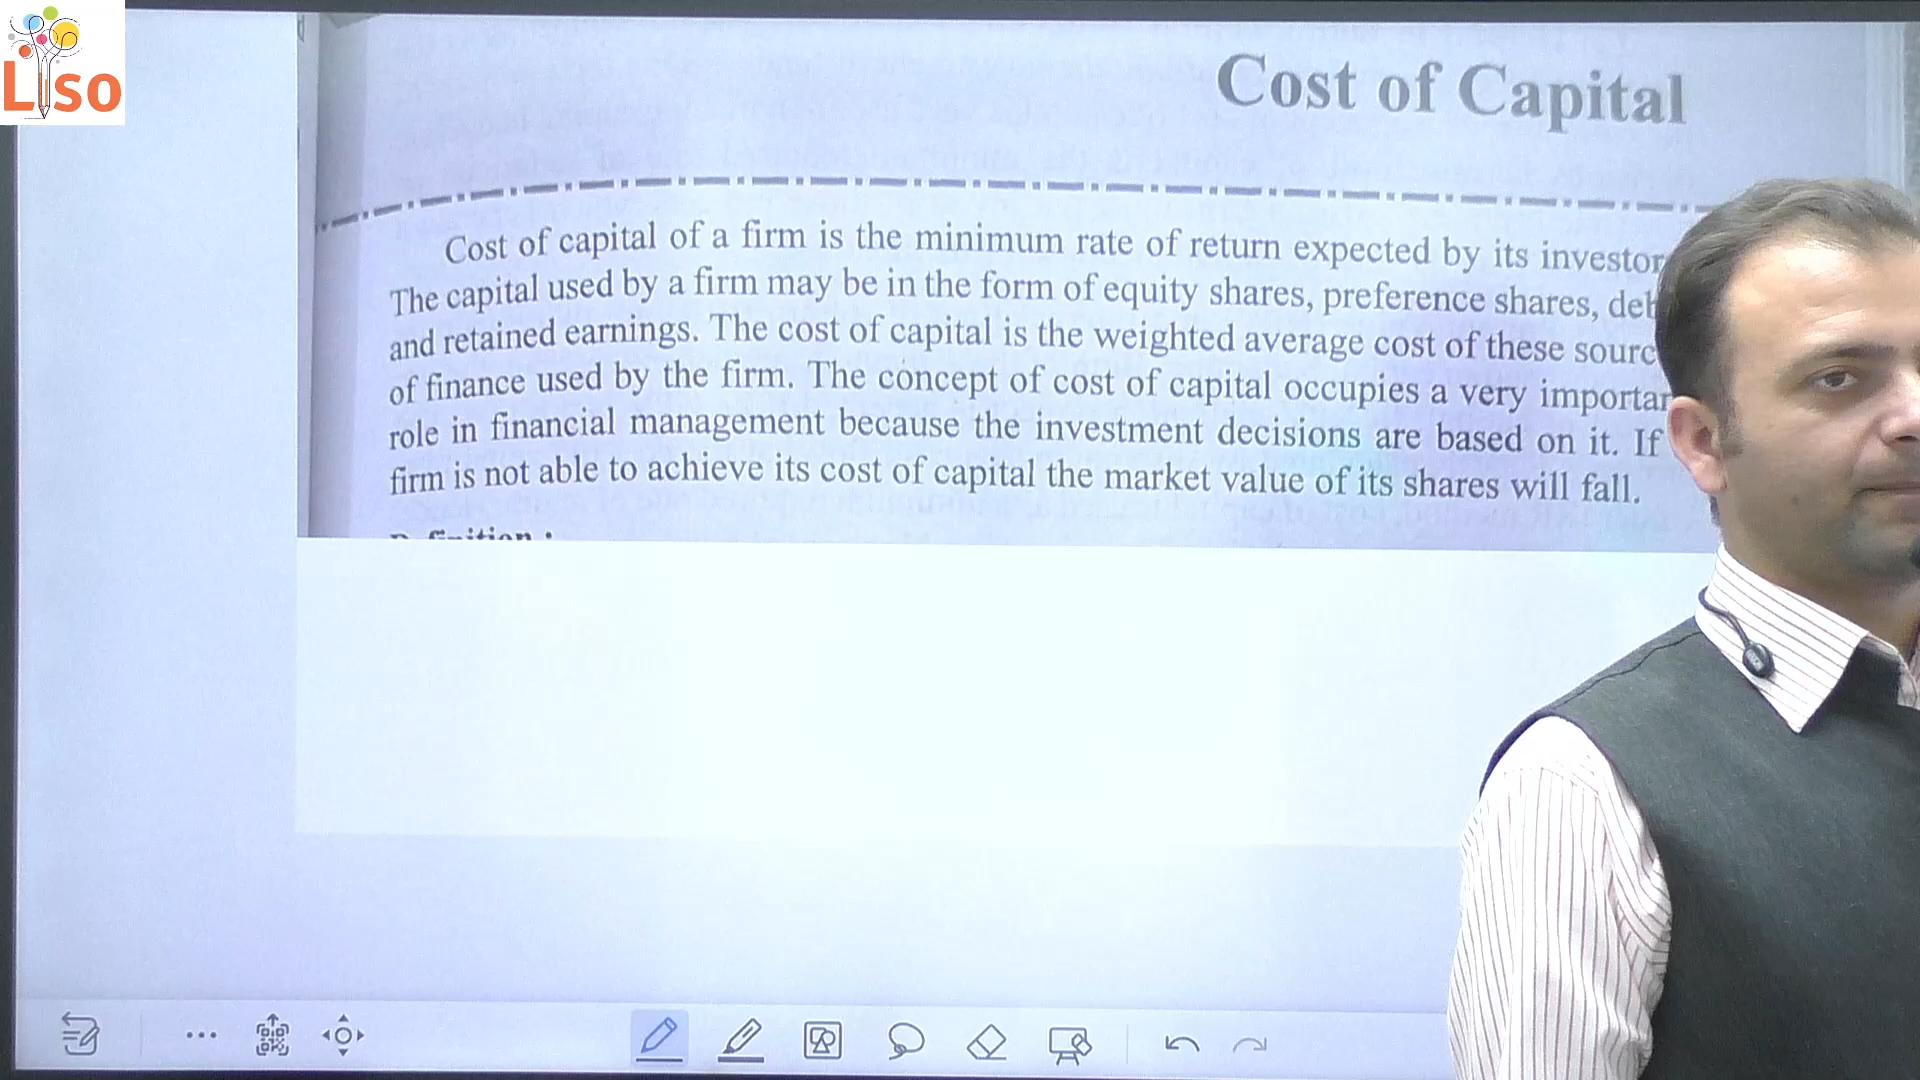 Liso
Cost of Capital
Cost of capital of a firm is the minimum rate of return expected by its investor
The capital used by a firm may be in the form of equity shares, preference shares, deb
and retained earnings. The cost of capital is the weighted average cost of these sourc
of finance used by the firm. The concept of cost of capital occupies a very importan
role in financial management because the investment decisions are based on it. If
firm is not able to achieve its cost of capital the market value of its shares will fall.